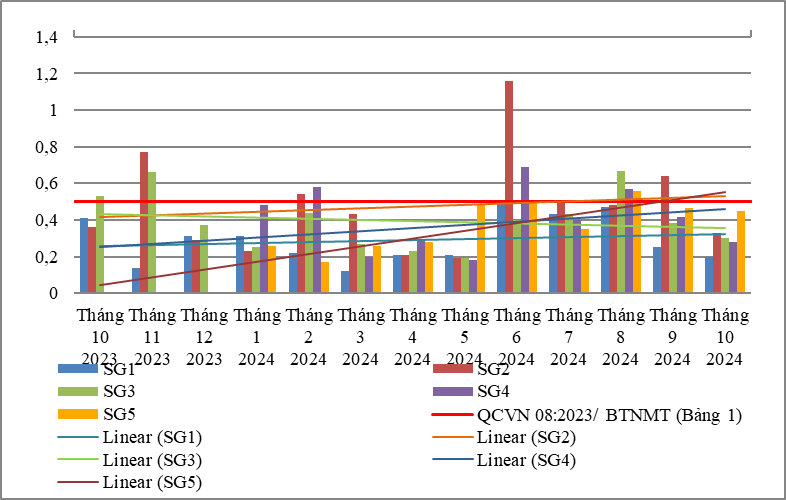 1,4
1,2
1
0,8
0,6
0,4
0,2
0
Tháng Tháng Tháng Tháng Tháng Tháng Tháng Tháng Tháng Tháng Tháng Tháng Tháng
10 11 12 1 2 3 4 5 6 7 8 9 10
2023 2023 2023 2024 2024 2024 2024 2024 2024 2024 2024 2024 2024
SG1 SG2
SG3 SG4
SG5 QCVN 08:2023/ BTNMT (Bảng 1)
Linear (SG1) Linear (SG2)
Linear (SG3) Linear (SG4)
Linear (SG5)